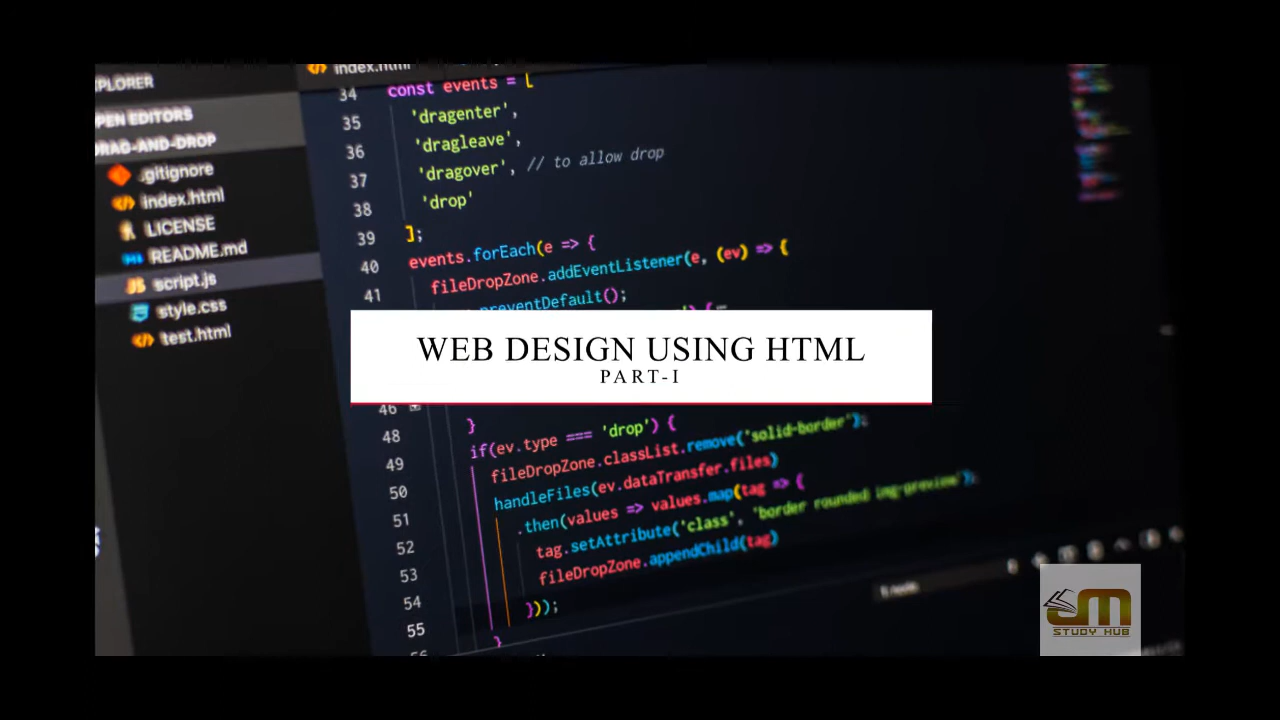 index.html
EXPLORER
OPEN EDITORS
DRAG-AND-DROP
.gitignore
index.html
LICENSE
README.md
script.js
style.css
test.html
34 const events = [
35 'dragenter',
36 'dragleave',
37 'dragover', // to allow drop
38 'drop'
39 ];
40 events.forEach(e => {
41 fileDropZone.addEventListener(e, (ev) => {
preventDefault();
WEB DESIGN USING HTML
PART-I
46
48 }
49 if(ev.type === 'drop') {
50 fileDropZone.classList.remove('solid-border');
51 handleFiles(ev.dataTransfer.files)
52 .then(values => values.map(tag => {
53 tag.setAttribute('class', 'border rounded img-preview');
54 fileDropZone.appendChild(tag)
55 }));
}
STUDY HUB